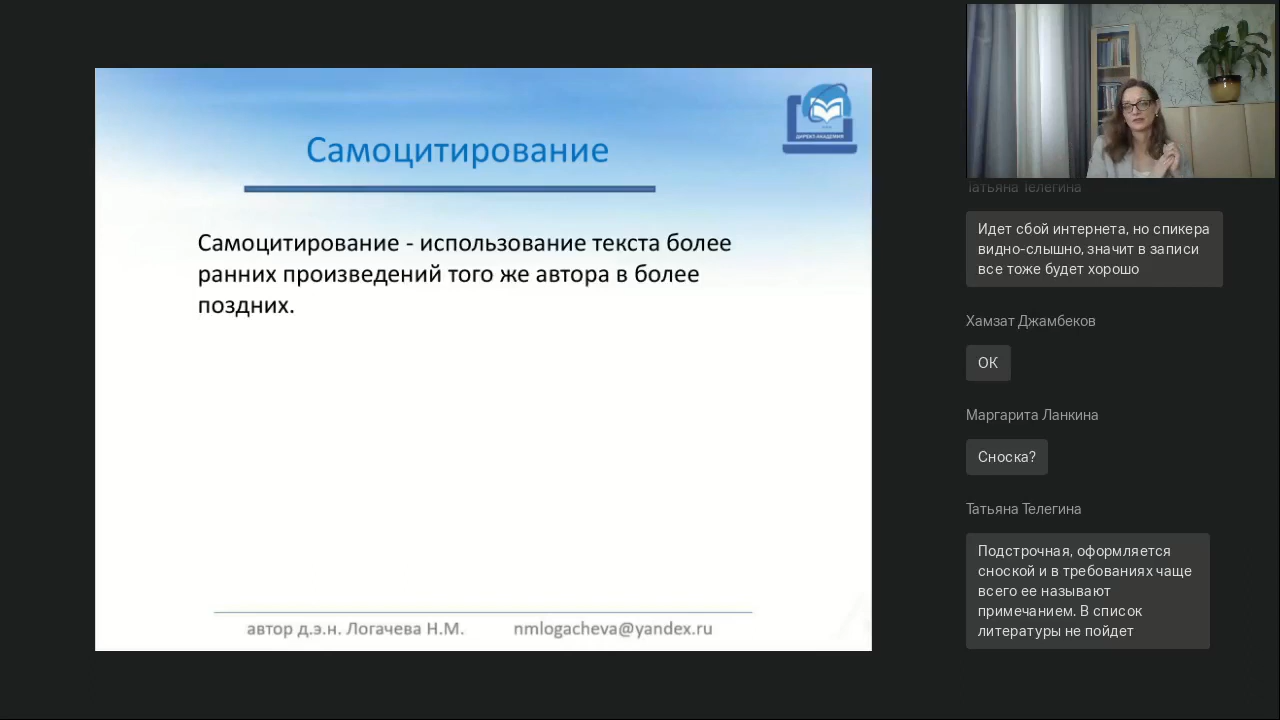 Самоцитирование
ДИРЕКТ-АКАДЕМИЯ
Самоцитирование - использование текста более
ранних произведений того же автора в более
поздних.
автор д.э.н. Логачева Н.М. nmlogacheva@yandex.ru
Татьяна Телегина
Идет сбой интернета, но спикера
видно-слышно, значит в записи
все тоже будет хорошо
Хамзат Джамбеков
ОК
Маргарита Ланкина
Сноска?
Татьяна Телегина
Подстрочная, оформляется
сноской и в требованиях чаще
всего ее называют
примечанием. В список
литературы не пойдет